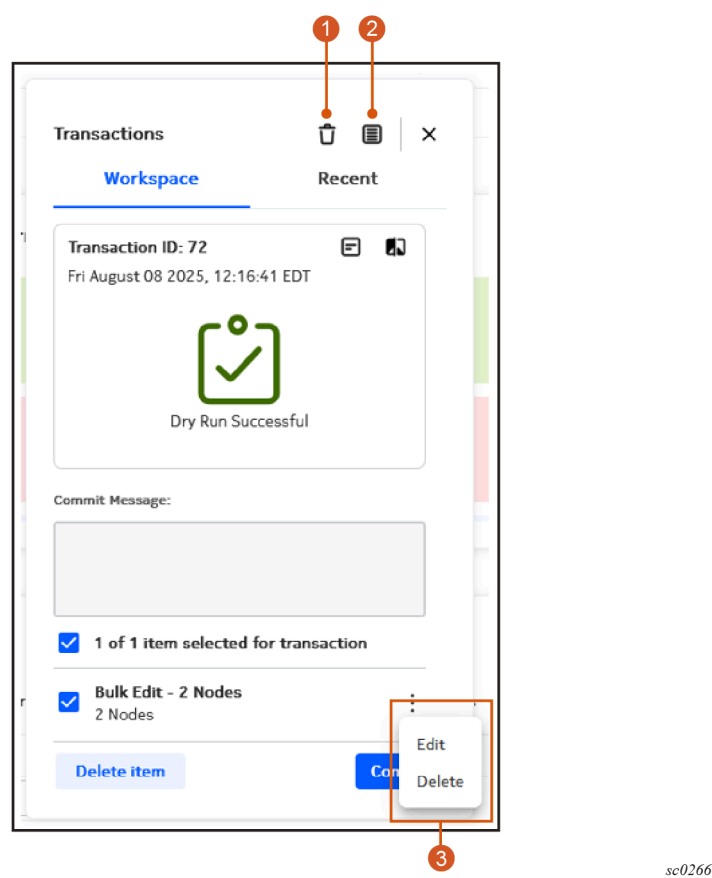 1 2
Transactions
Workspace Recent
Transaction ID: 72
Fri August 08 2025, 12:16:41 EDT
Dry Run Successful
Commit Message:
1 of 1 item selected for transaction
Bulk Edit - 2 Nodes
2 Nodes
Edit
Delete item
Delete
3
sc0266